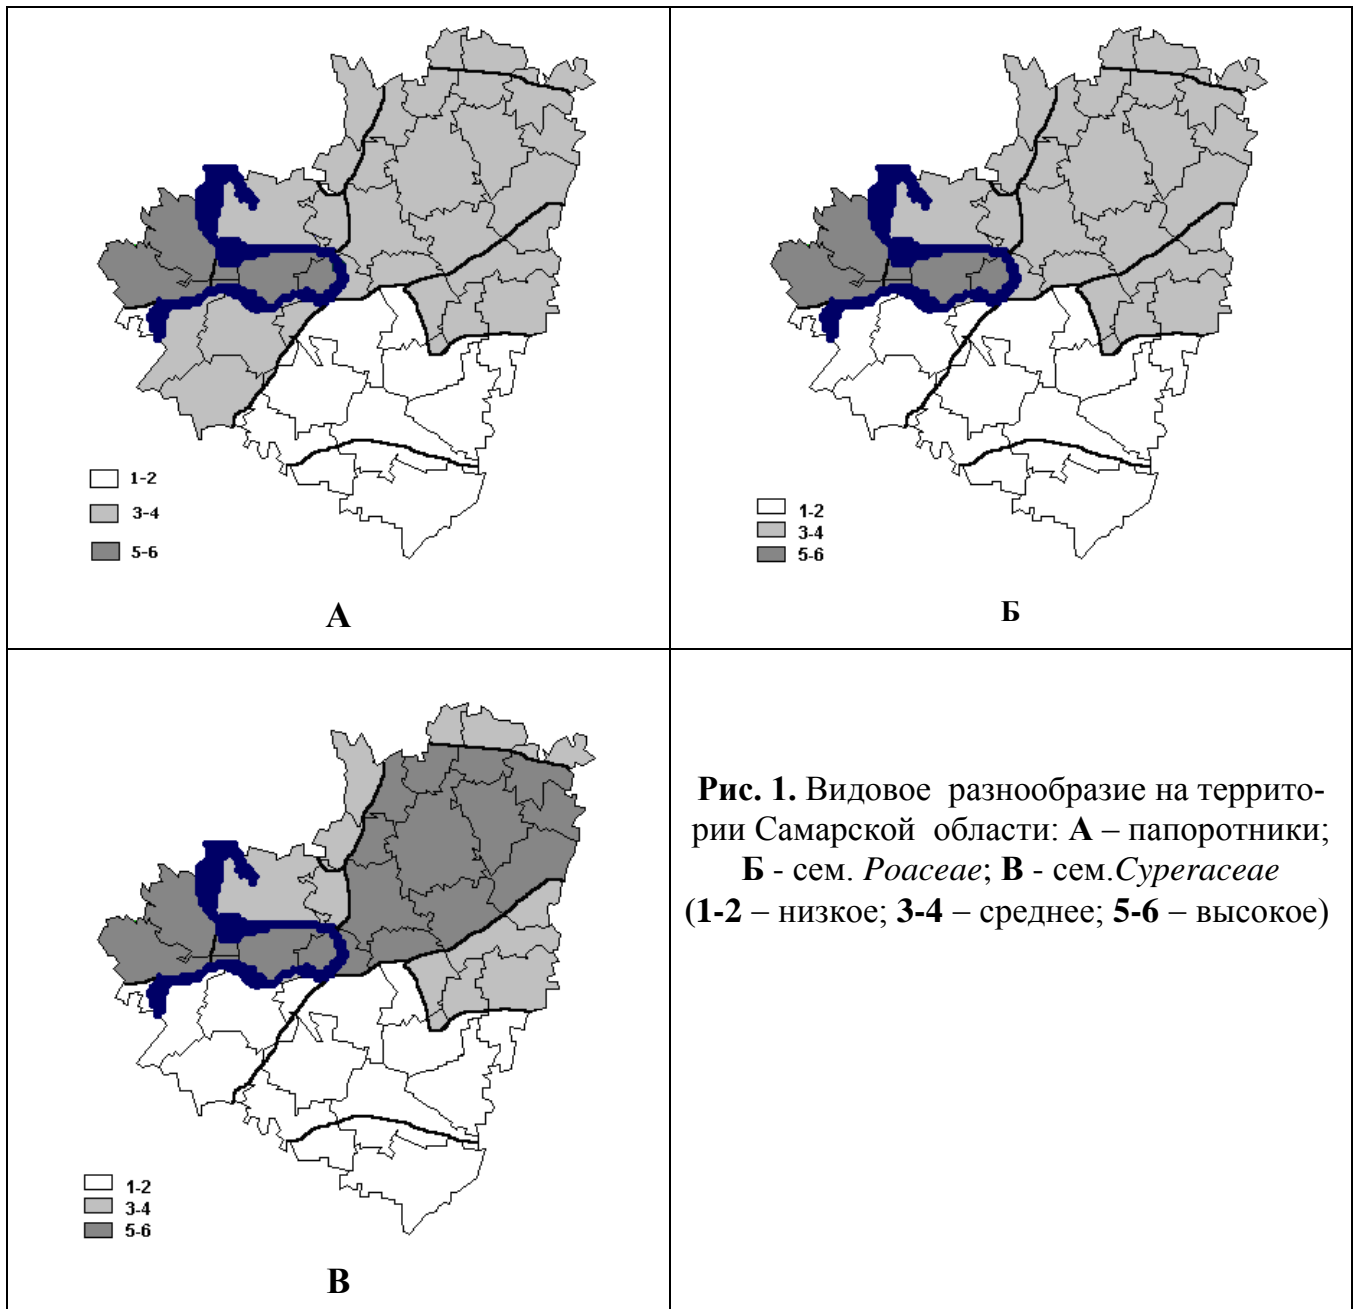 1-2
3-4
5-6
А
1-2
3-4
5-6
Б
1-2
3-4
5-6
В
Рис. 1. Видовое разнообразие на террито-
рии Самарской области: А – папоротники;
Б - сем. Poaceae; В - сем.Cyperaceae
(1-2 – низкое; 3-4 – среднее; 5-6 – высокое)